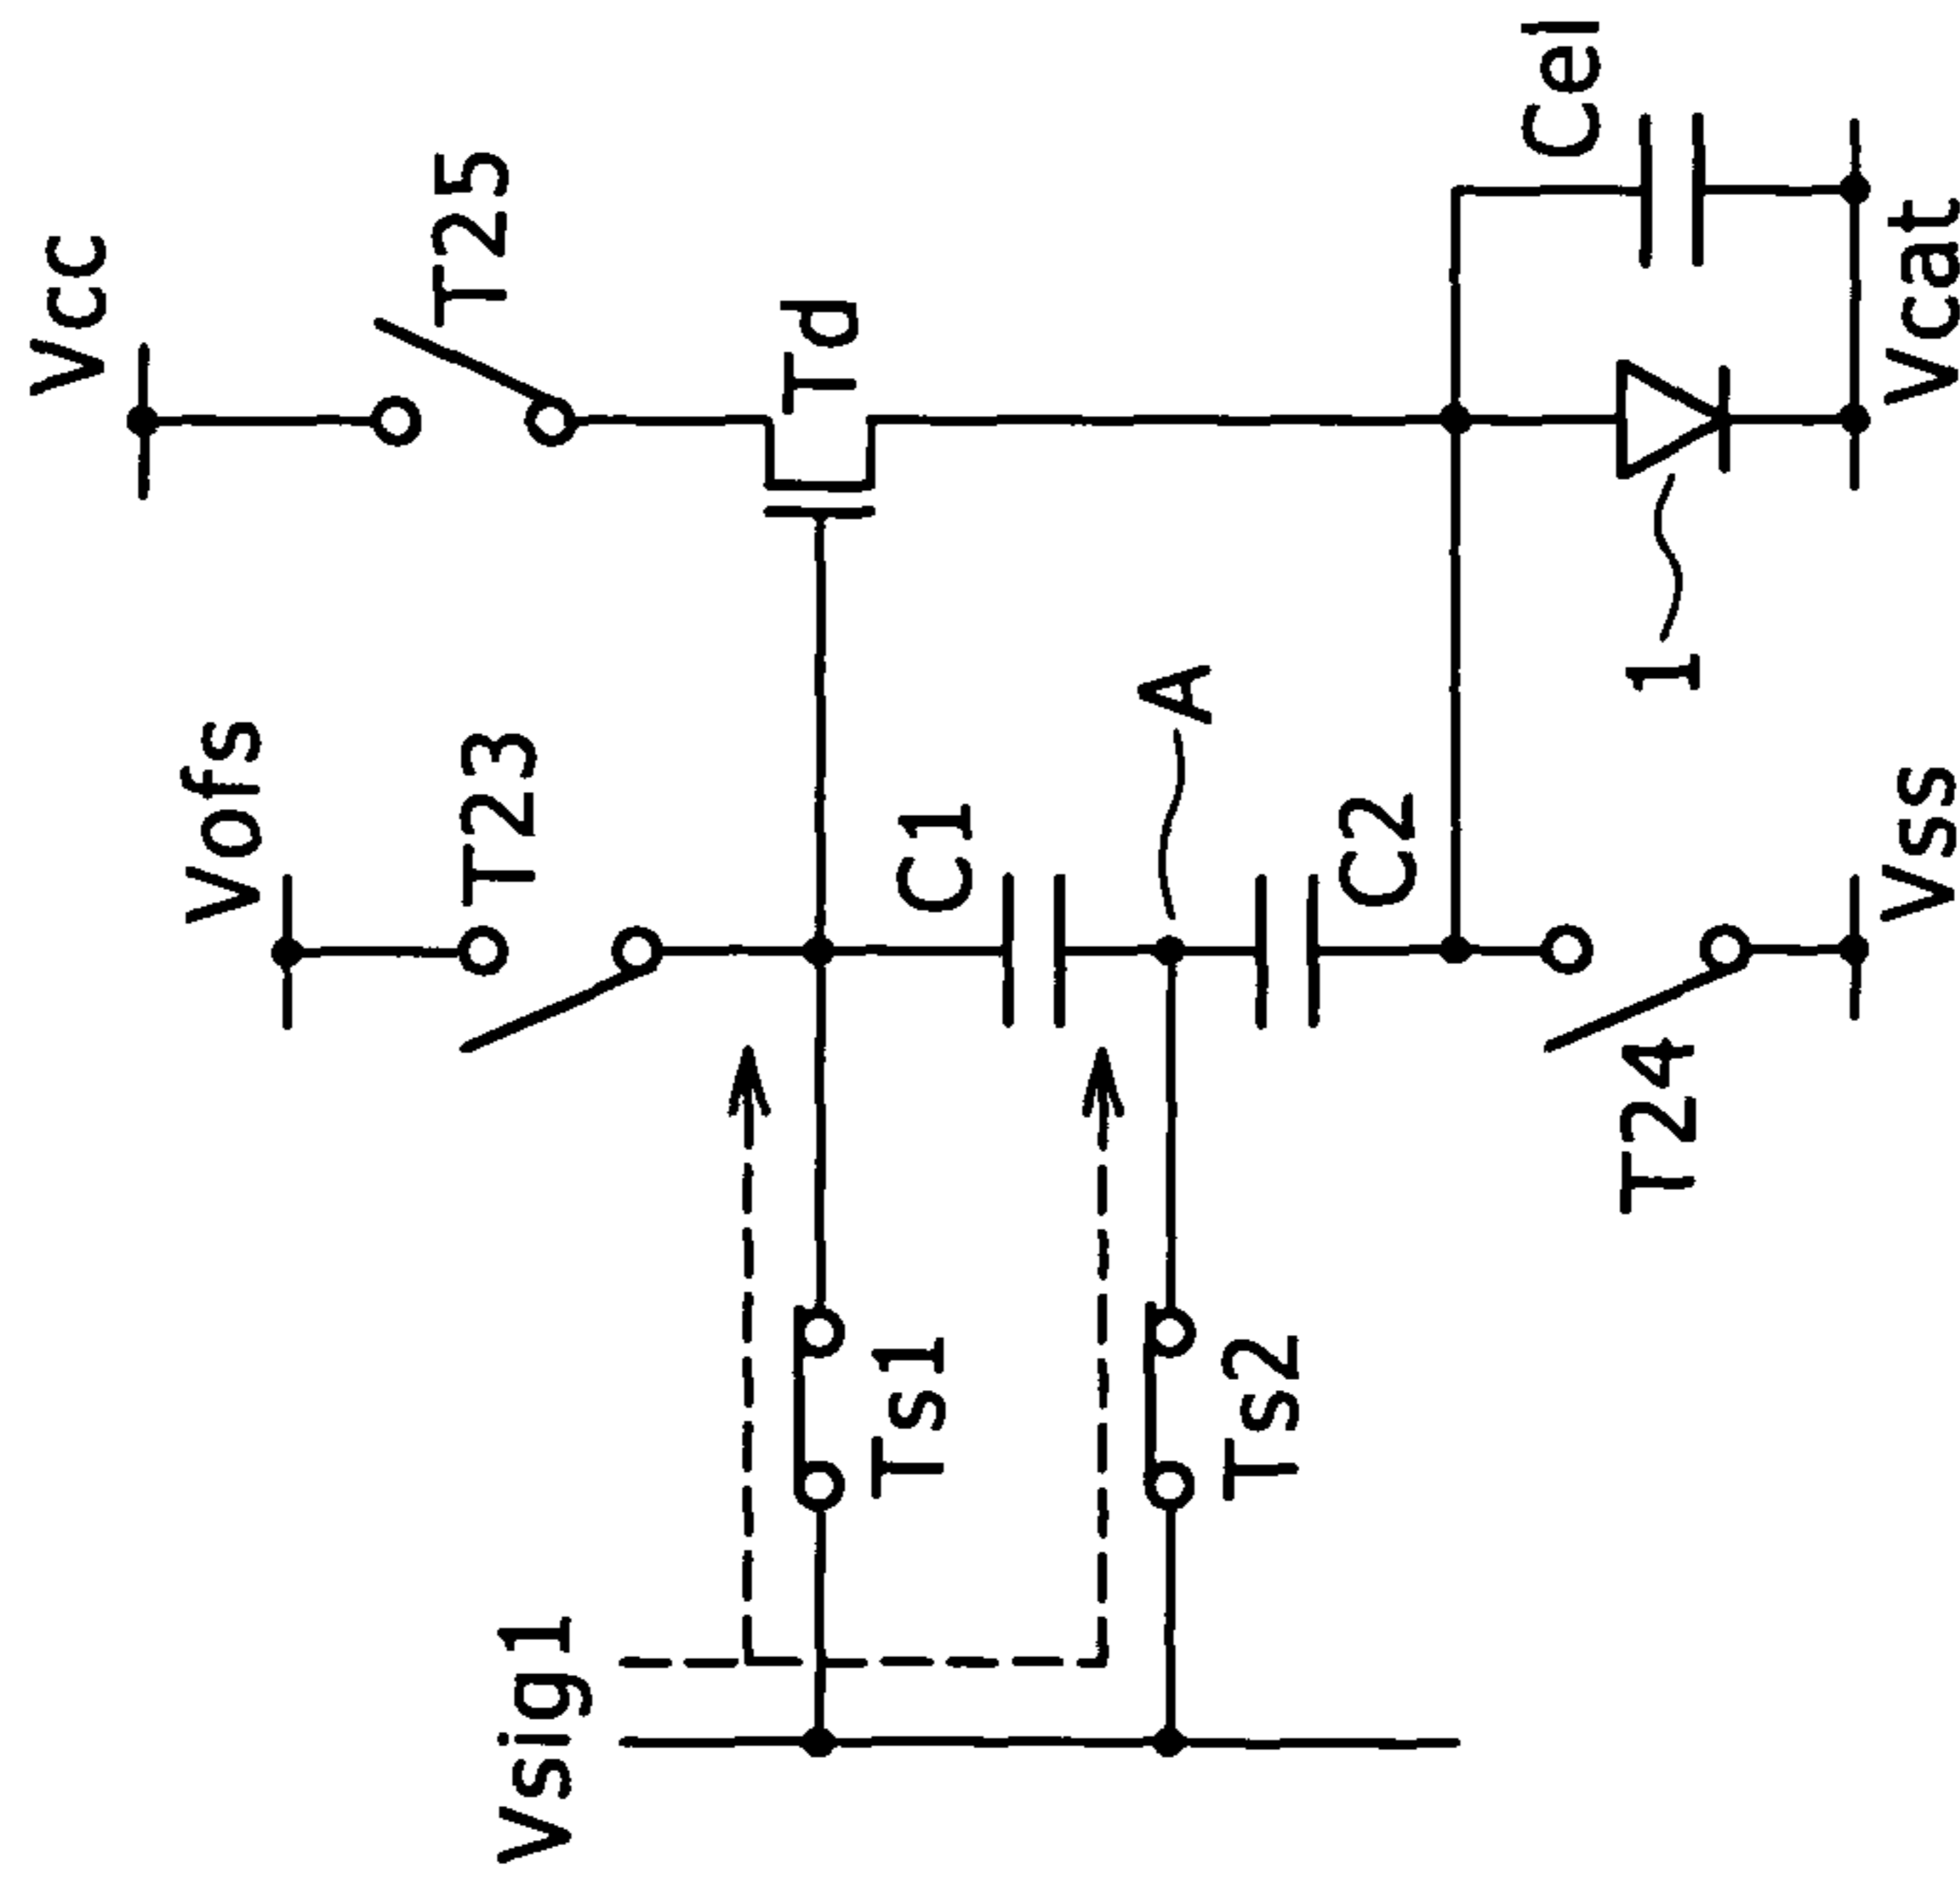 Vcc
T25
Vofs
T23
Td
Cel
Vsig1
C1
A
Ts1
Ts2
C2
1
Vcat
T24
Vss